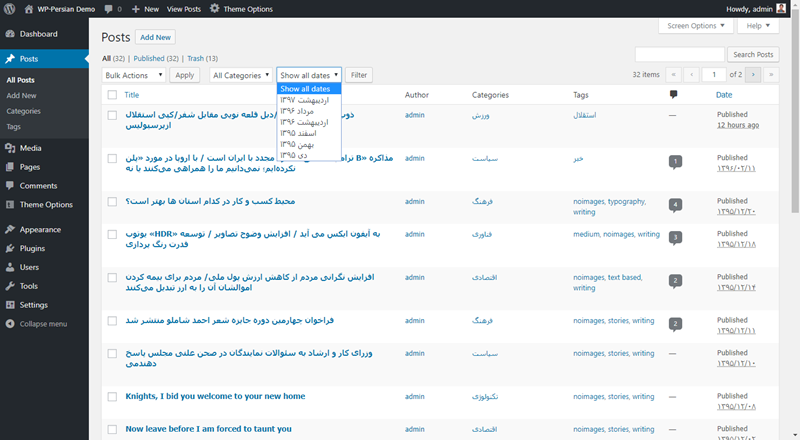 WP-Persian Demo 0 New View Posts Theme Options Howdy, admin
Dashboard
Posts
All Posts
Add New
Categories
Tags
Media
Pages
Comments
Theme Options
Appearance
Plugins
Users
Tools
Settings
Collapse menu
Screen Options Help
Posts Add New
All (32) | Published (32) | Trash (13)
Search Posts
Bulk Actions Apply All Categories Show all dates Filter
32 items « ‹ 1 of 2 › »
Show all dates
اردیبهشت ۱۳۹۷
مرداد ۱۳۹۶
اردیبهشت ۱۳۹۶
اسفند ۱۳۹۵
بهمن ۱۳۹۵
دی ۱۳۹۵
Title Author Categories Tags Date
دیل قلعه نویی مقابل شفر/کپی استقلال
ازپرسپولیس
admin ورزش استقلال — Published
12 hours ago
مذاکره مجدد با ایران است / با اروپا در مورد «پلن B»
نکرده‌ایم؛ نمی‌دانیم ما را همراهی می‌کنند یا نه
admin سیاست خبر 1 Published
۱۳۹۶/۰۲/۱۱
محیط کسب و کار در کدام استان ها بهتر است؟
admin فرهنگ noimages, typography,
writing
4 Published
۱۳۹۵/۱۲/۲۰
به آیفون ایکس می آید / افزایش وضوح تصاویر / توسعه «HDR» یوتوب
قدرت رنگ برداری
admin فناوری medium, noimages, writing 3 Published
۱۳۹۵/۱۲/۱۸
افزایش نگرانی مردم از کاهش ارزش پول ملی/ مردم برای بیمه کردن
اموالشان آن را به ارز تبدیل می‌کنند
admin اقتصادی noimages, text based,
writing
2 Published
۱۳۹۵/۱۲/۱۴
فراخوان چهارمین دوره جایزه شعر احمد شاملو منتشر شد
admin فرهنگ noimages, stories, writing 2 Published
۱۳۹۵/۱۲/۱۱
وزرای کار و ارشاد به سئوالات نمایندگان در صحن علنی مجلس پاسخ
دهندمی
admin سیاست noimages, stories, writing — Published
۱۳۹۵/۱۲/۱۰
Knights, I bid you welcome to your new home
admin تکنولوژی noimages, stories, writing — Published
۱۳۹۵/۱۲/۰۸
Now leave before I am forced to taunt you
admin اقتصادی noimages, stories, writing — Published